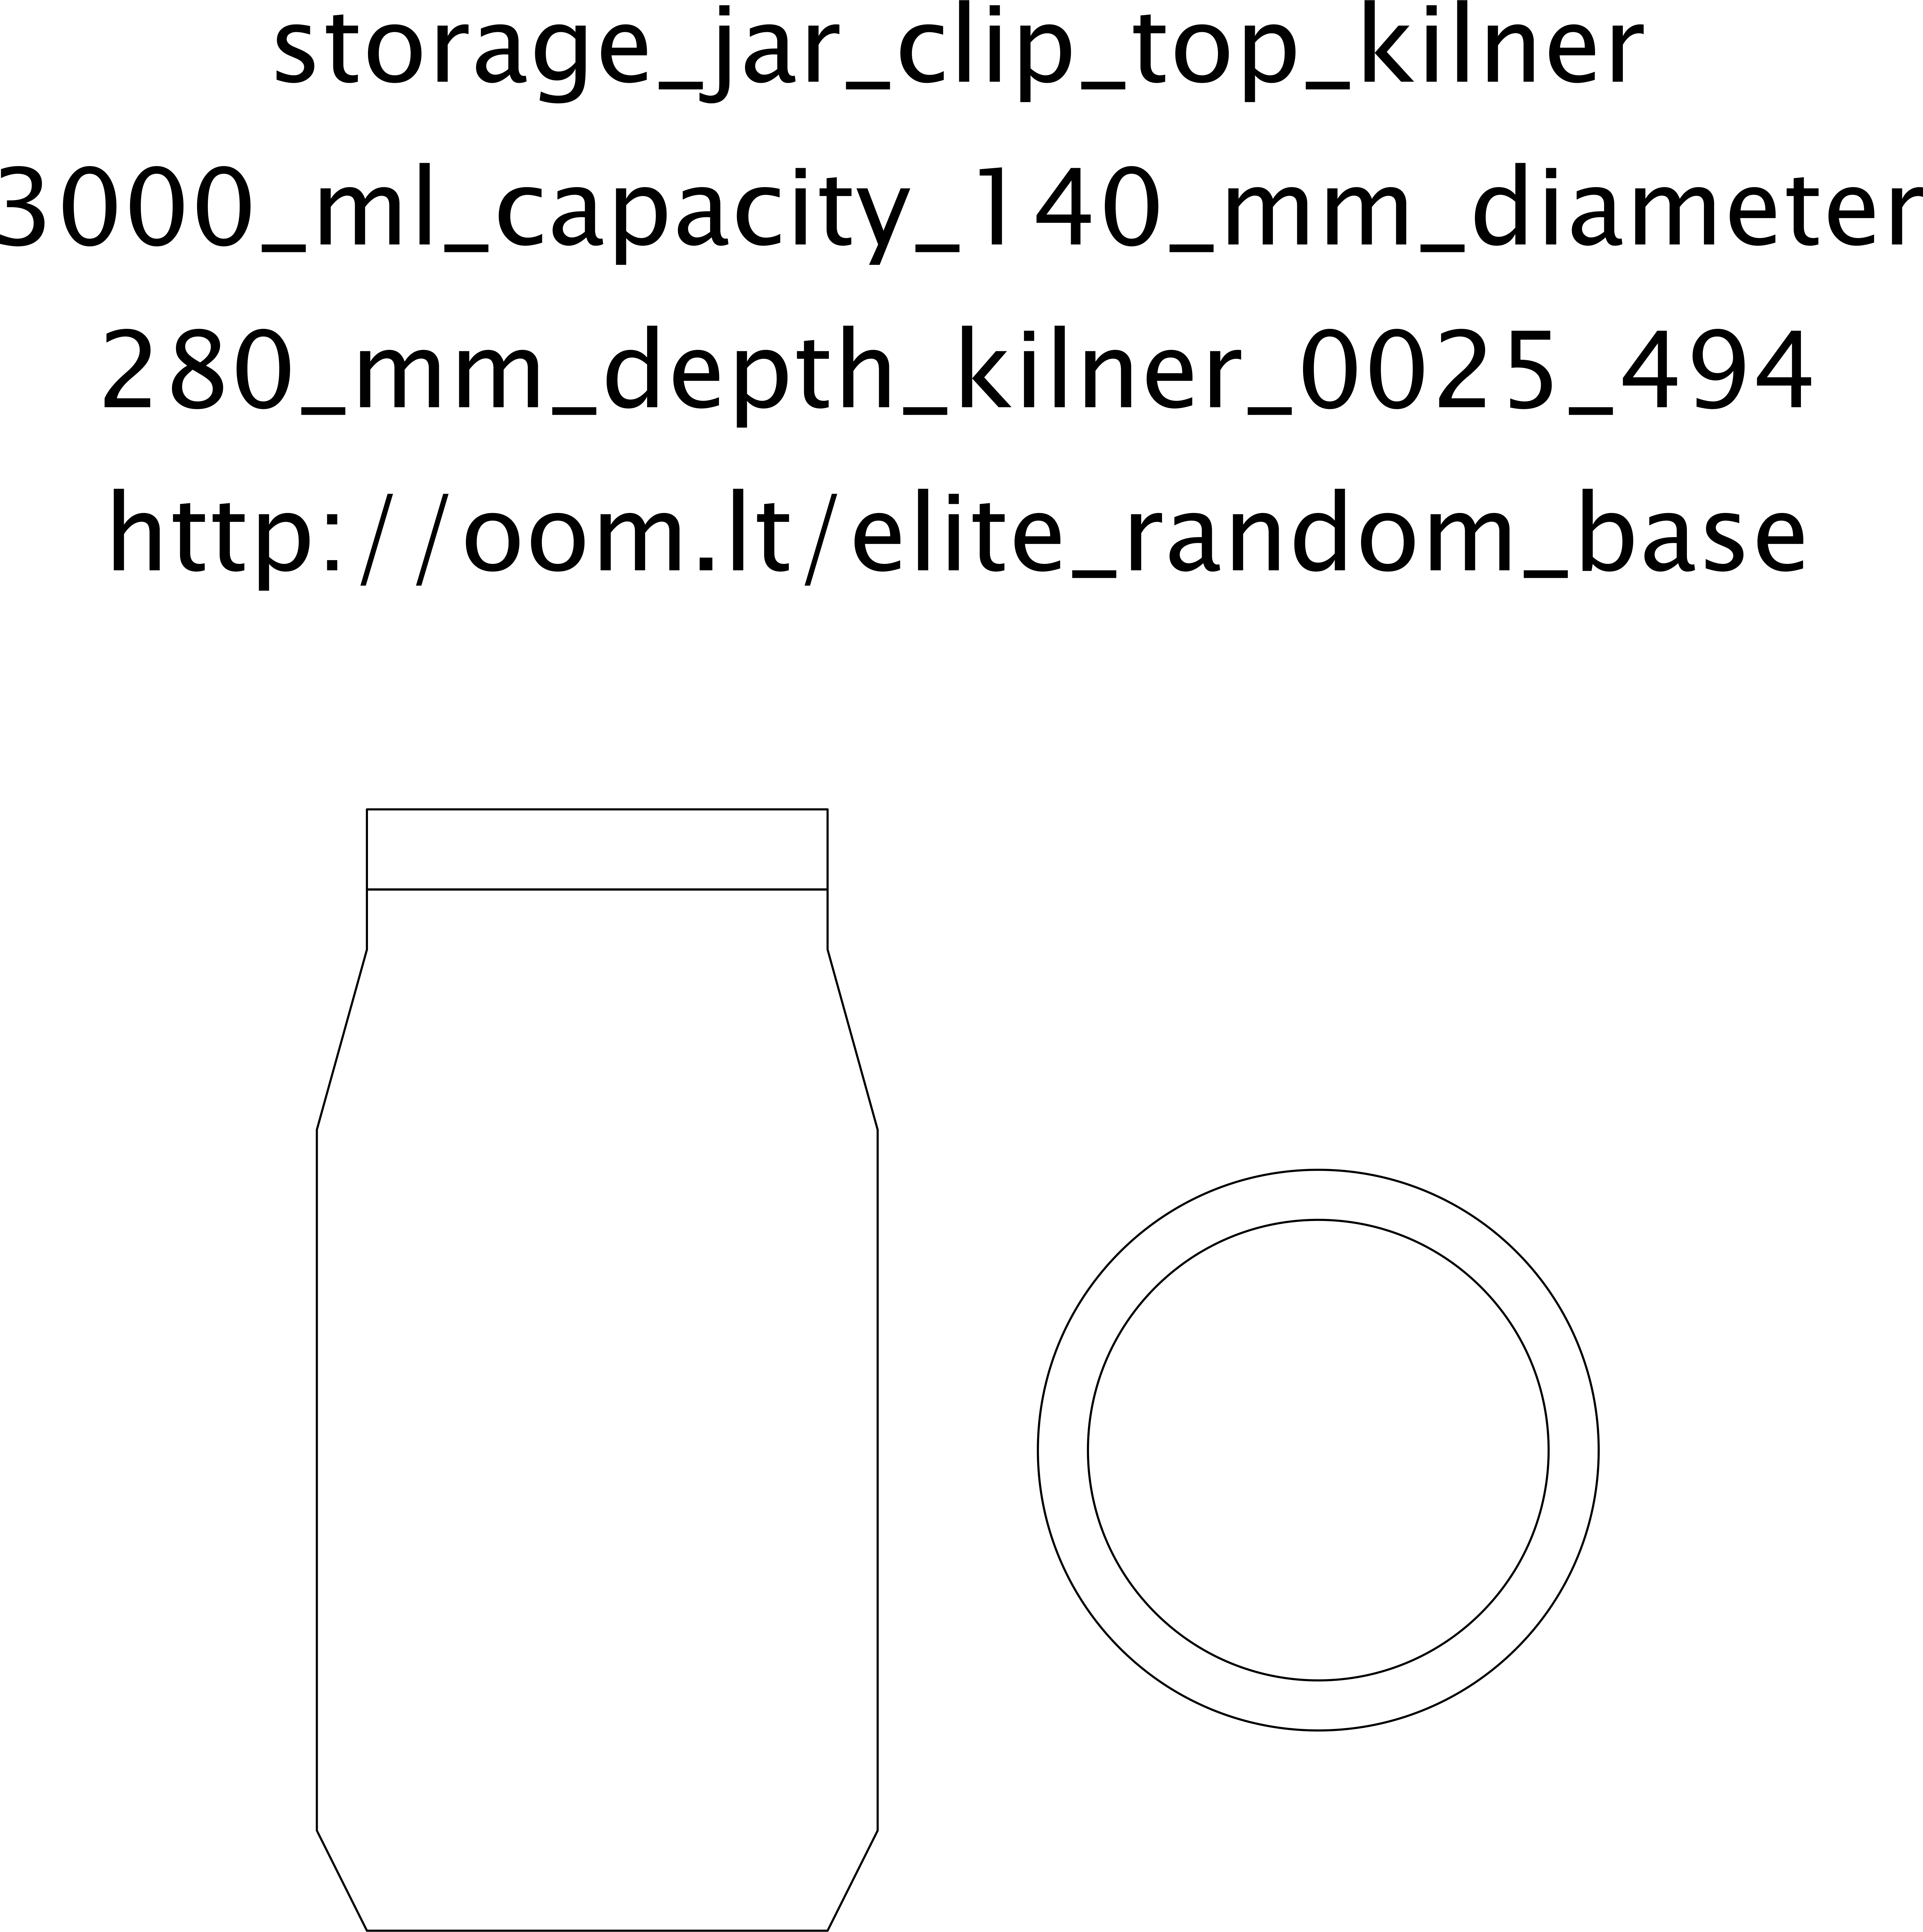 storage_jar_clip_top_kilner
3000_ml_capacity_140_mm_diameter
280_mm_depth_kilner_0025_494
http://oom.lt/elite_random_base